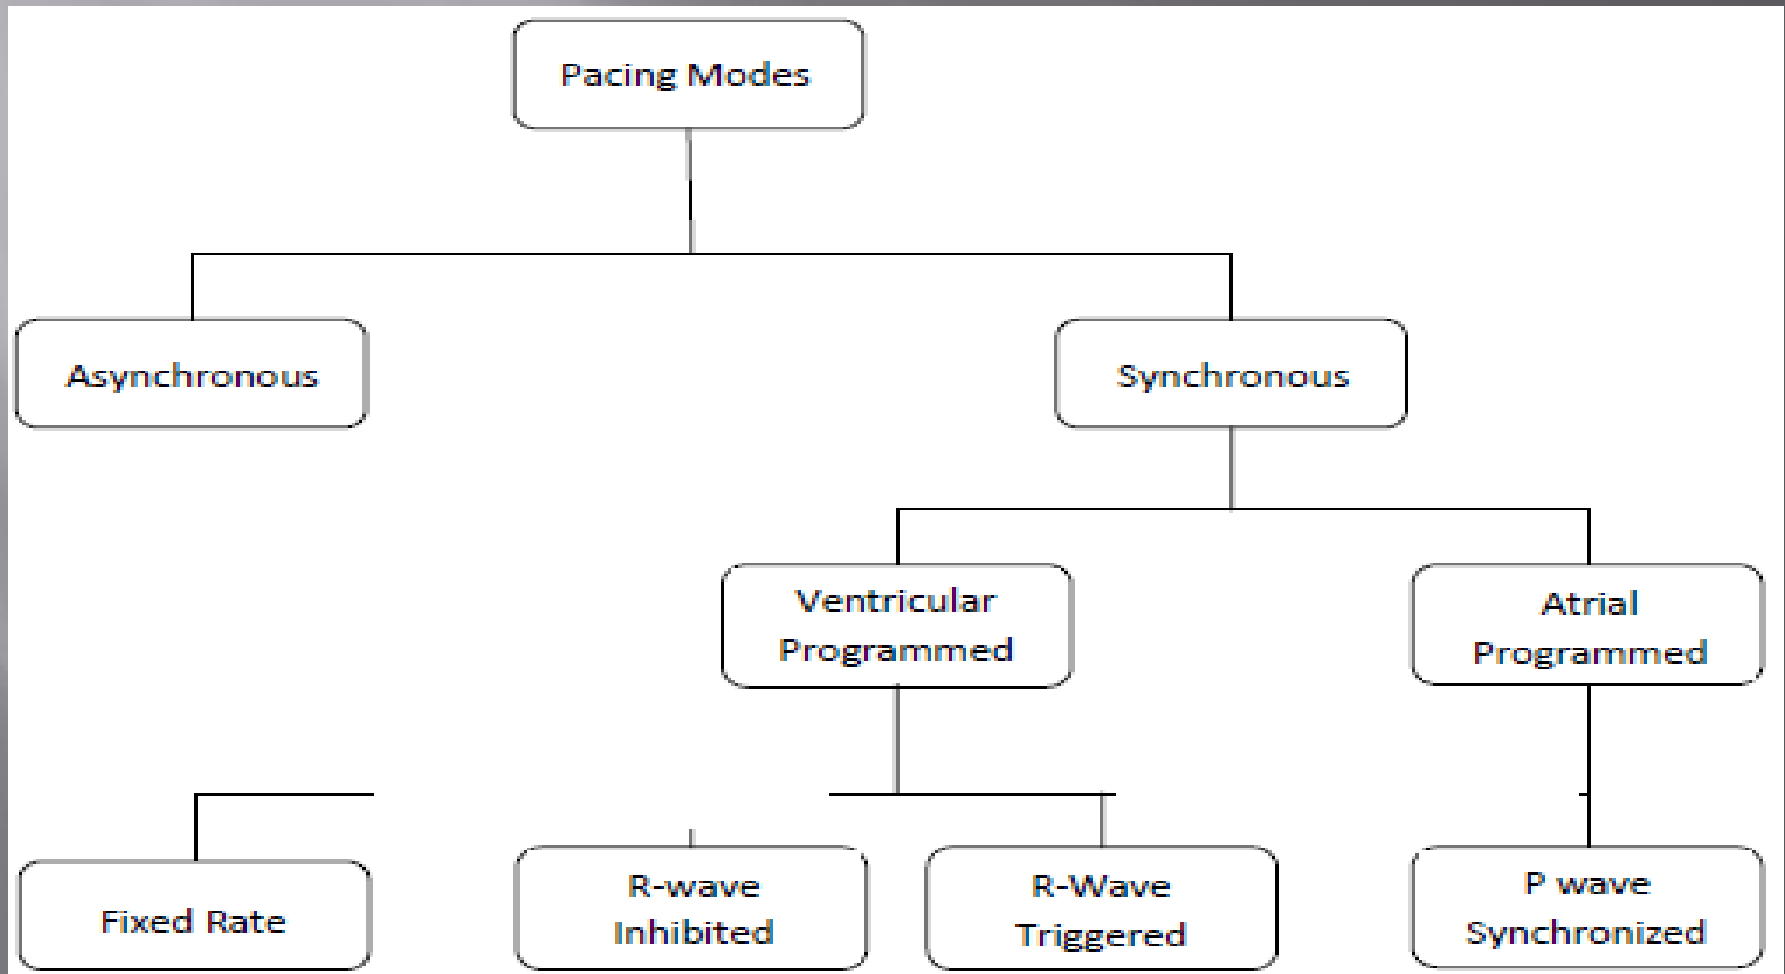 Pacing Modes
Asynchronous
Synchronous
Ventricular
Programmed
Atrial
Programmed
Fixed Rate
R-wave
Inhibited
R-Wave
Triggered
P wave
Synchronized